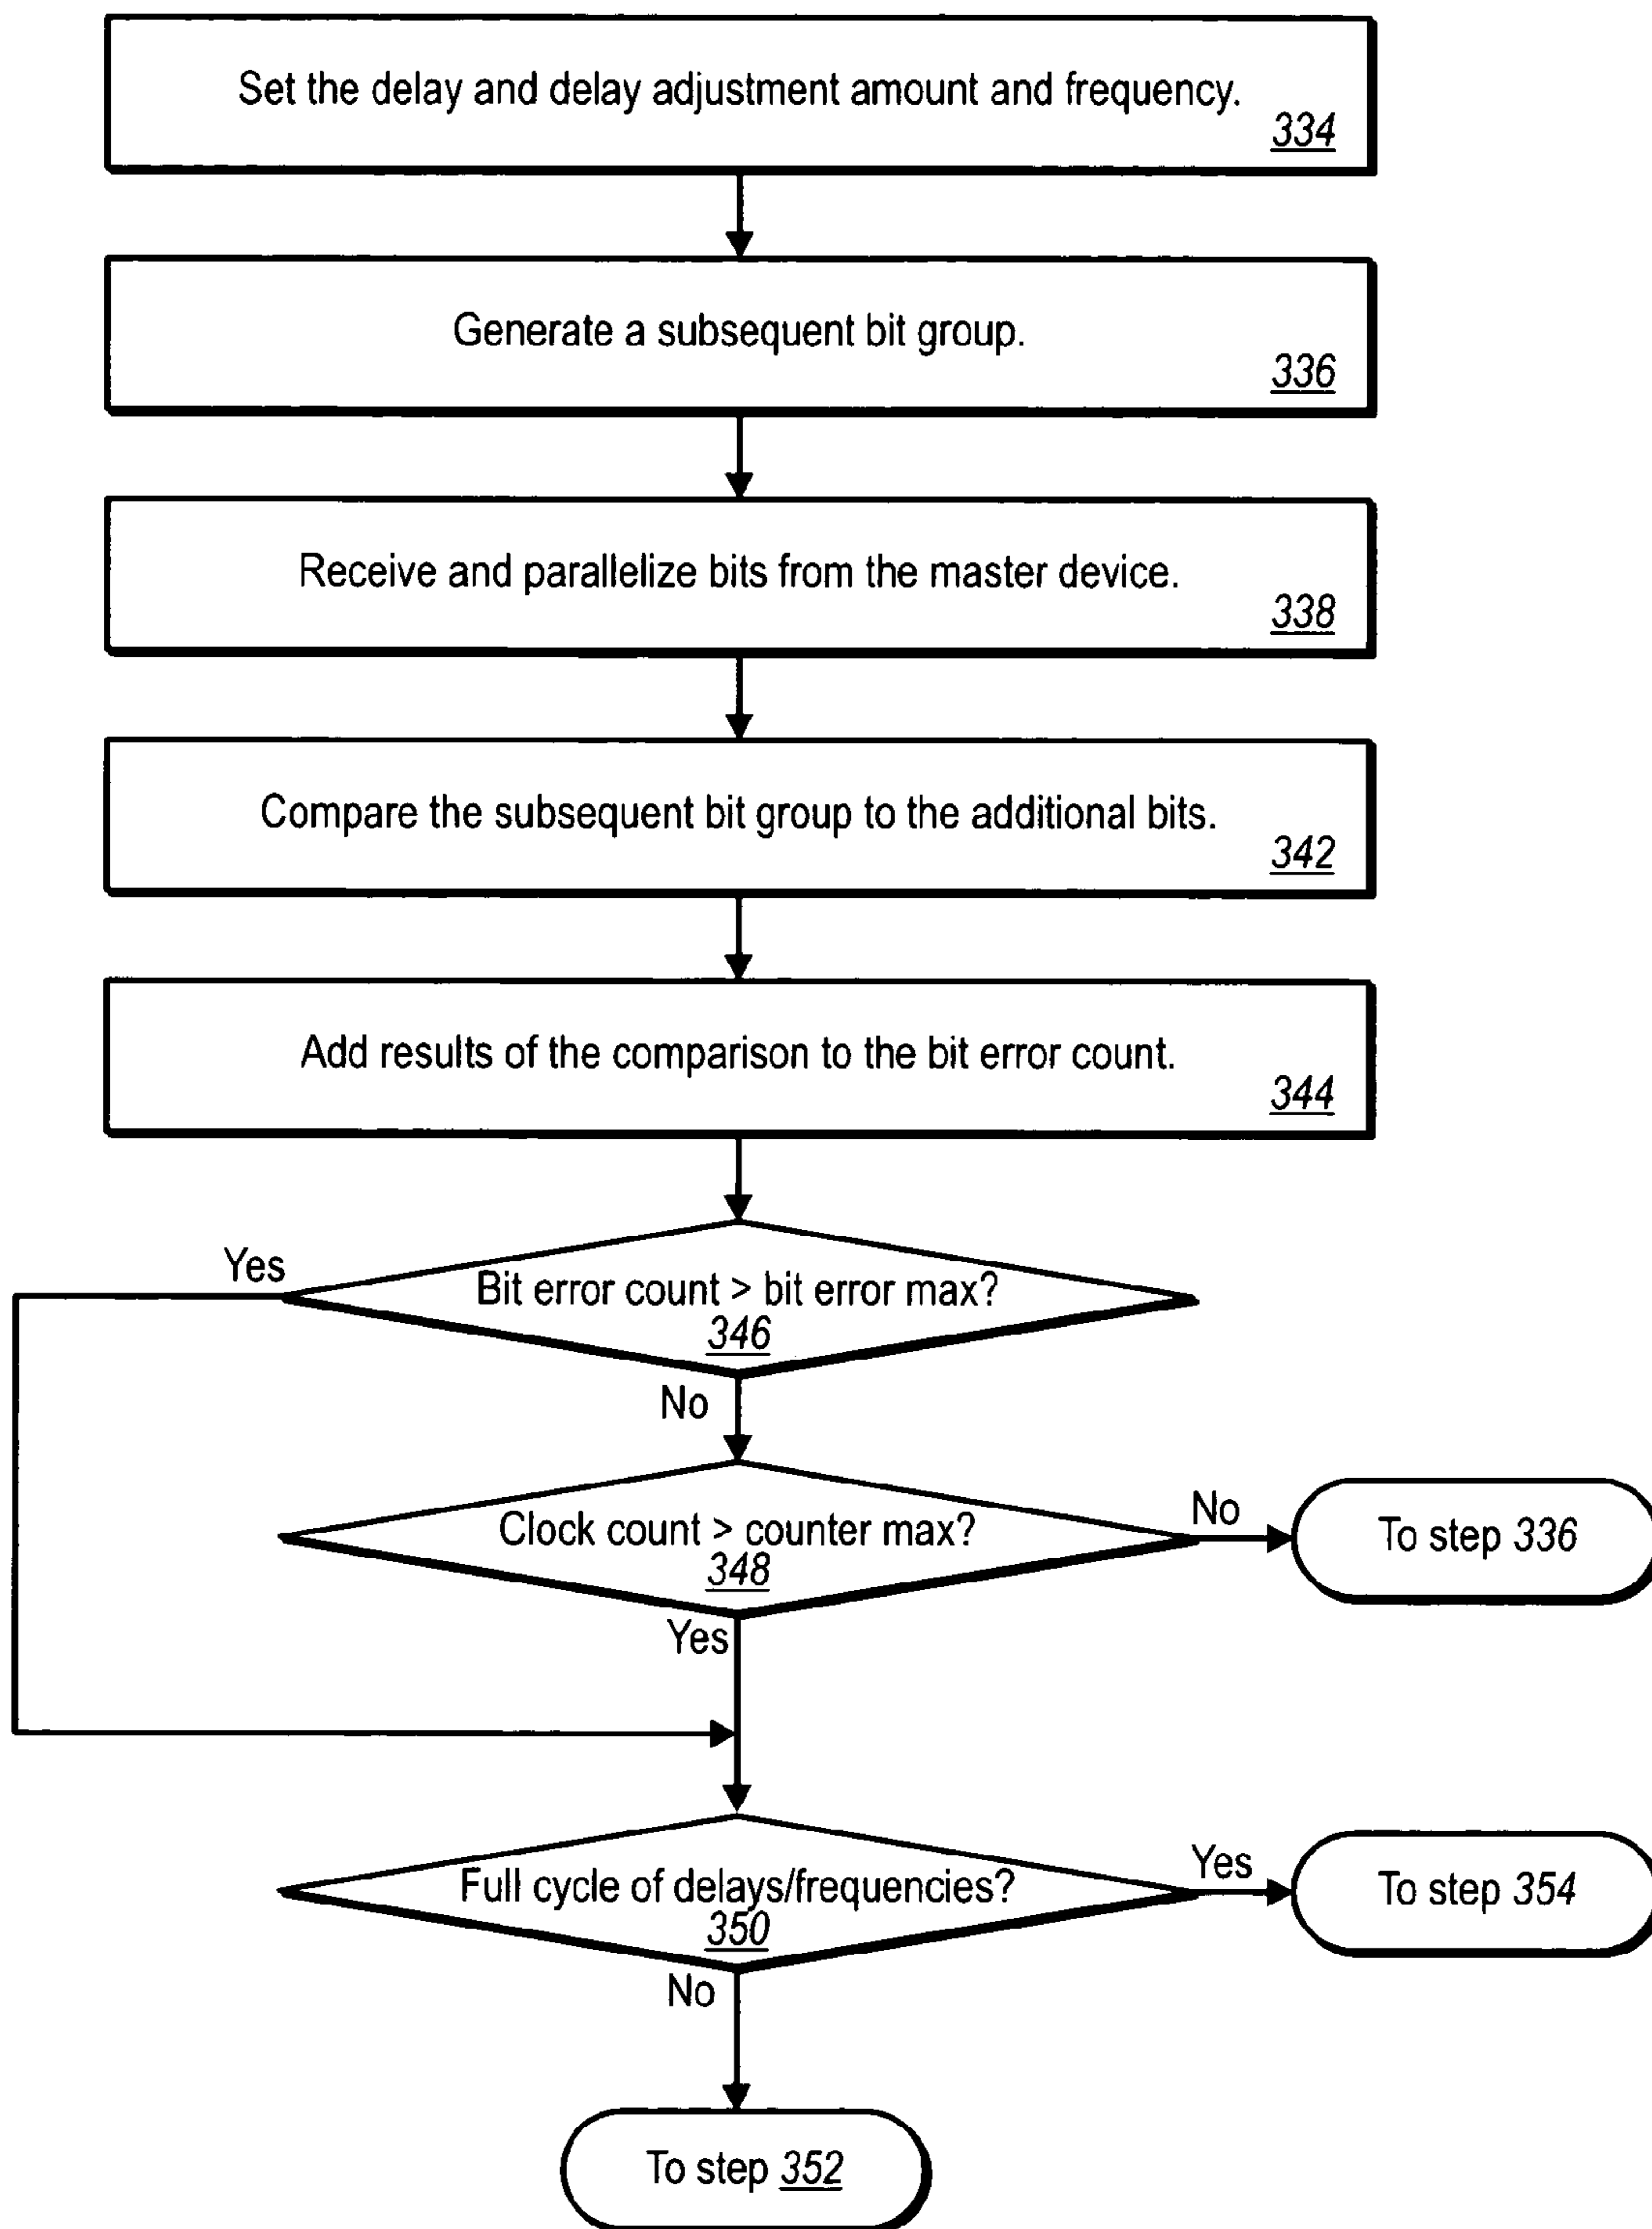 Set the delay and delay adjustment amount and frequency.
334
Generate a subsequent bit group.
336
Receive and parallelize bits from the master device.
338
Compare the subsequent bit group to the additional bits.
342
Add results of the comparison to the bit error count.
344
Yes
Bit error count > bit error max?
346
No
Clock count > counter max?
348
No
To step 336
Yes
Full cycle of delays/frequencies?
350
Yes
To step 354
No
To step 352